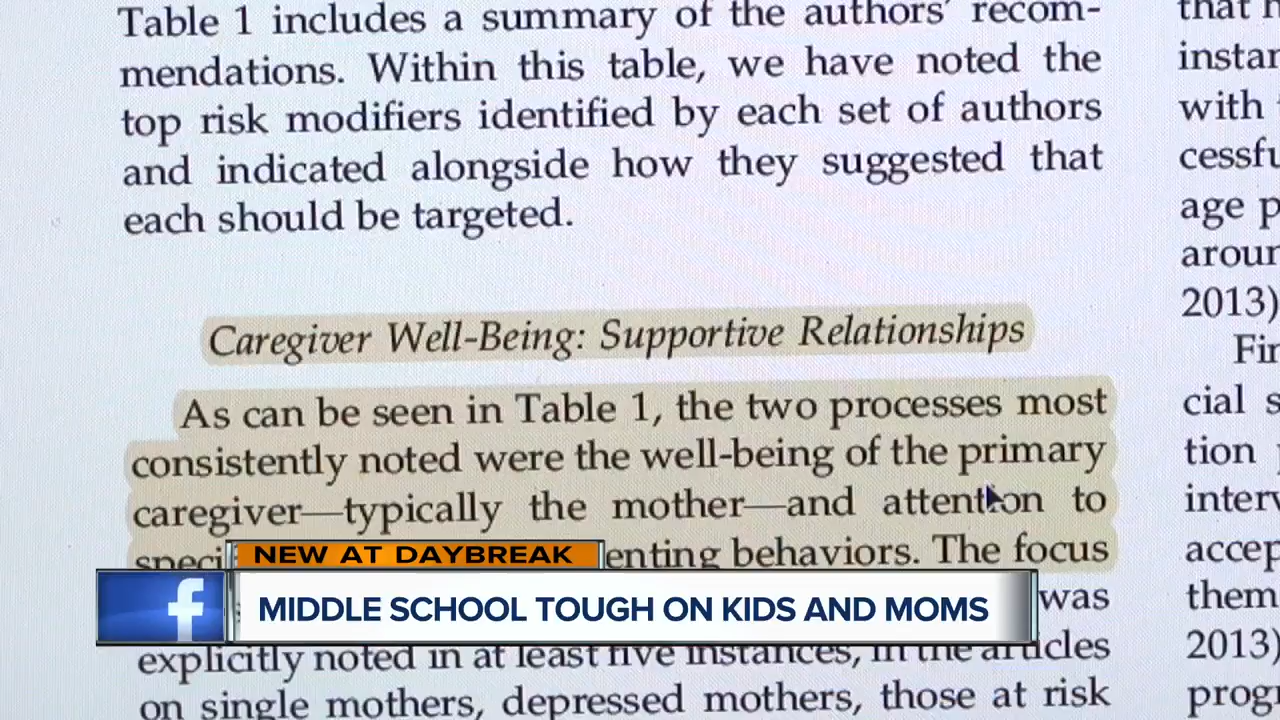 Table 1 includes a summary of the authors' recom-
mendations. Within this table, we have noted the
top risk modifiers identified by each set of authors
and indicated alongside how they suggested that
each should be targeted.
Caregiver Well-Being: Supportive Relationships
As can be seen in Table 1, the two processes most
consistently noted were the well-being of the primary
caregiver—typically the mother—and attention to
speci enting behaviors. The focus
was
explicitly noted in at least five instances, in the articles
on single mothers, depressed mothers, those at risk
that
instan
with
cessfu
age p
aroun
2013)
Fir
cial s
tion
interv
accep
them
2013)
progr
NEW AT DAYBREAK
f
MIDDLE SCHOOL TOUGH ON KIDS AND MOMS